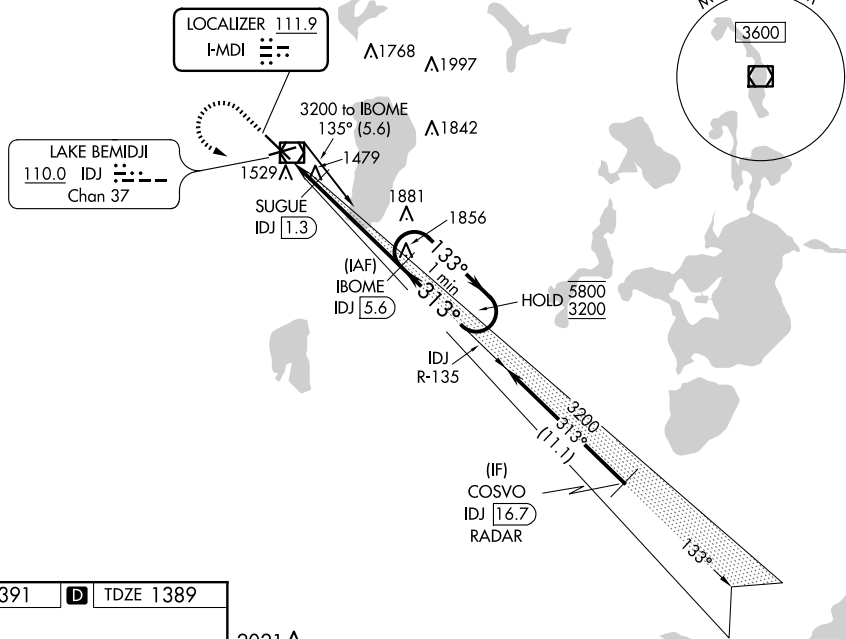 LOCALIZER 111.9
I-MDI
3600
1768
1997
1842
3200 to IBOME
135° (5.6)
LAKE BEMIDJI
110.0 IDJ
Chan 37
1529
1479
SUGUE
IDJ 1.3
1881
1856
133°
1 min
313°
(IAF)
IBOME
IDJ 5.6
HOLD 5800
3200
IDJ
R-135
3200
313°
(11.1)
(IF)
COSVO
IDJ 16.7
RADAR
133°
391 D TDZE 1389
2021